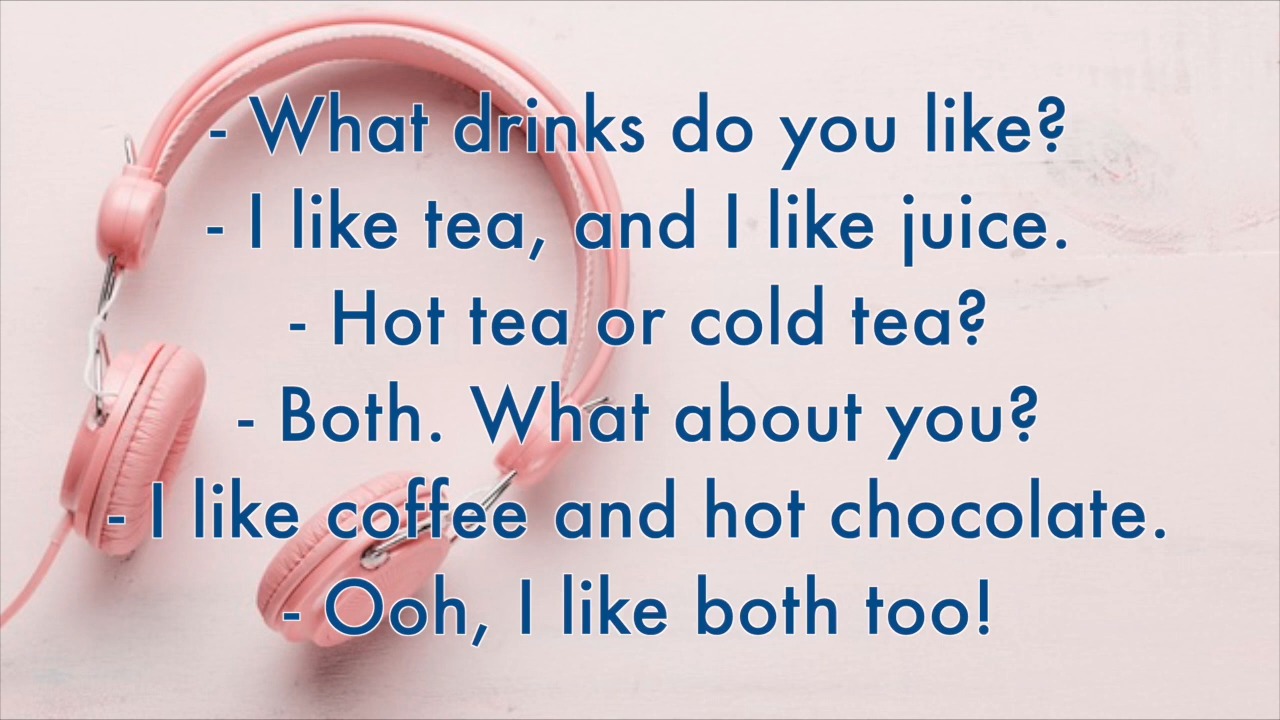 - What drinks do you like?
- I like tea, and I like juice.
- Hot tea or cold tea?
- Both. What about you?
- I like coffee and hot chocolate.
- Ooh, I like both too!